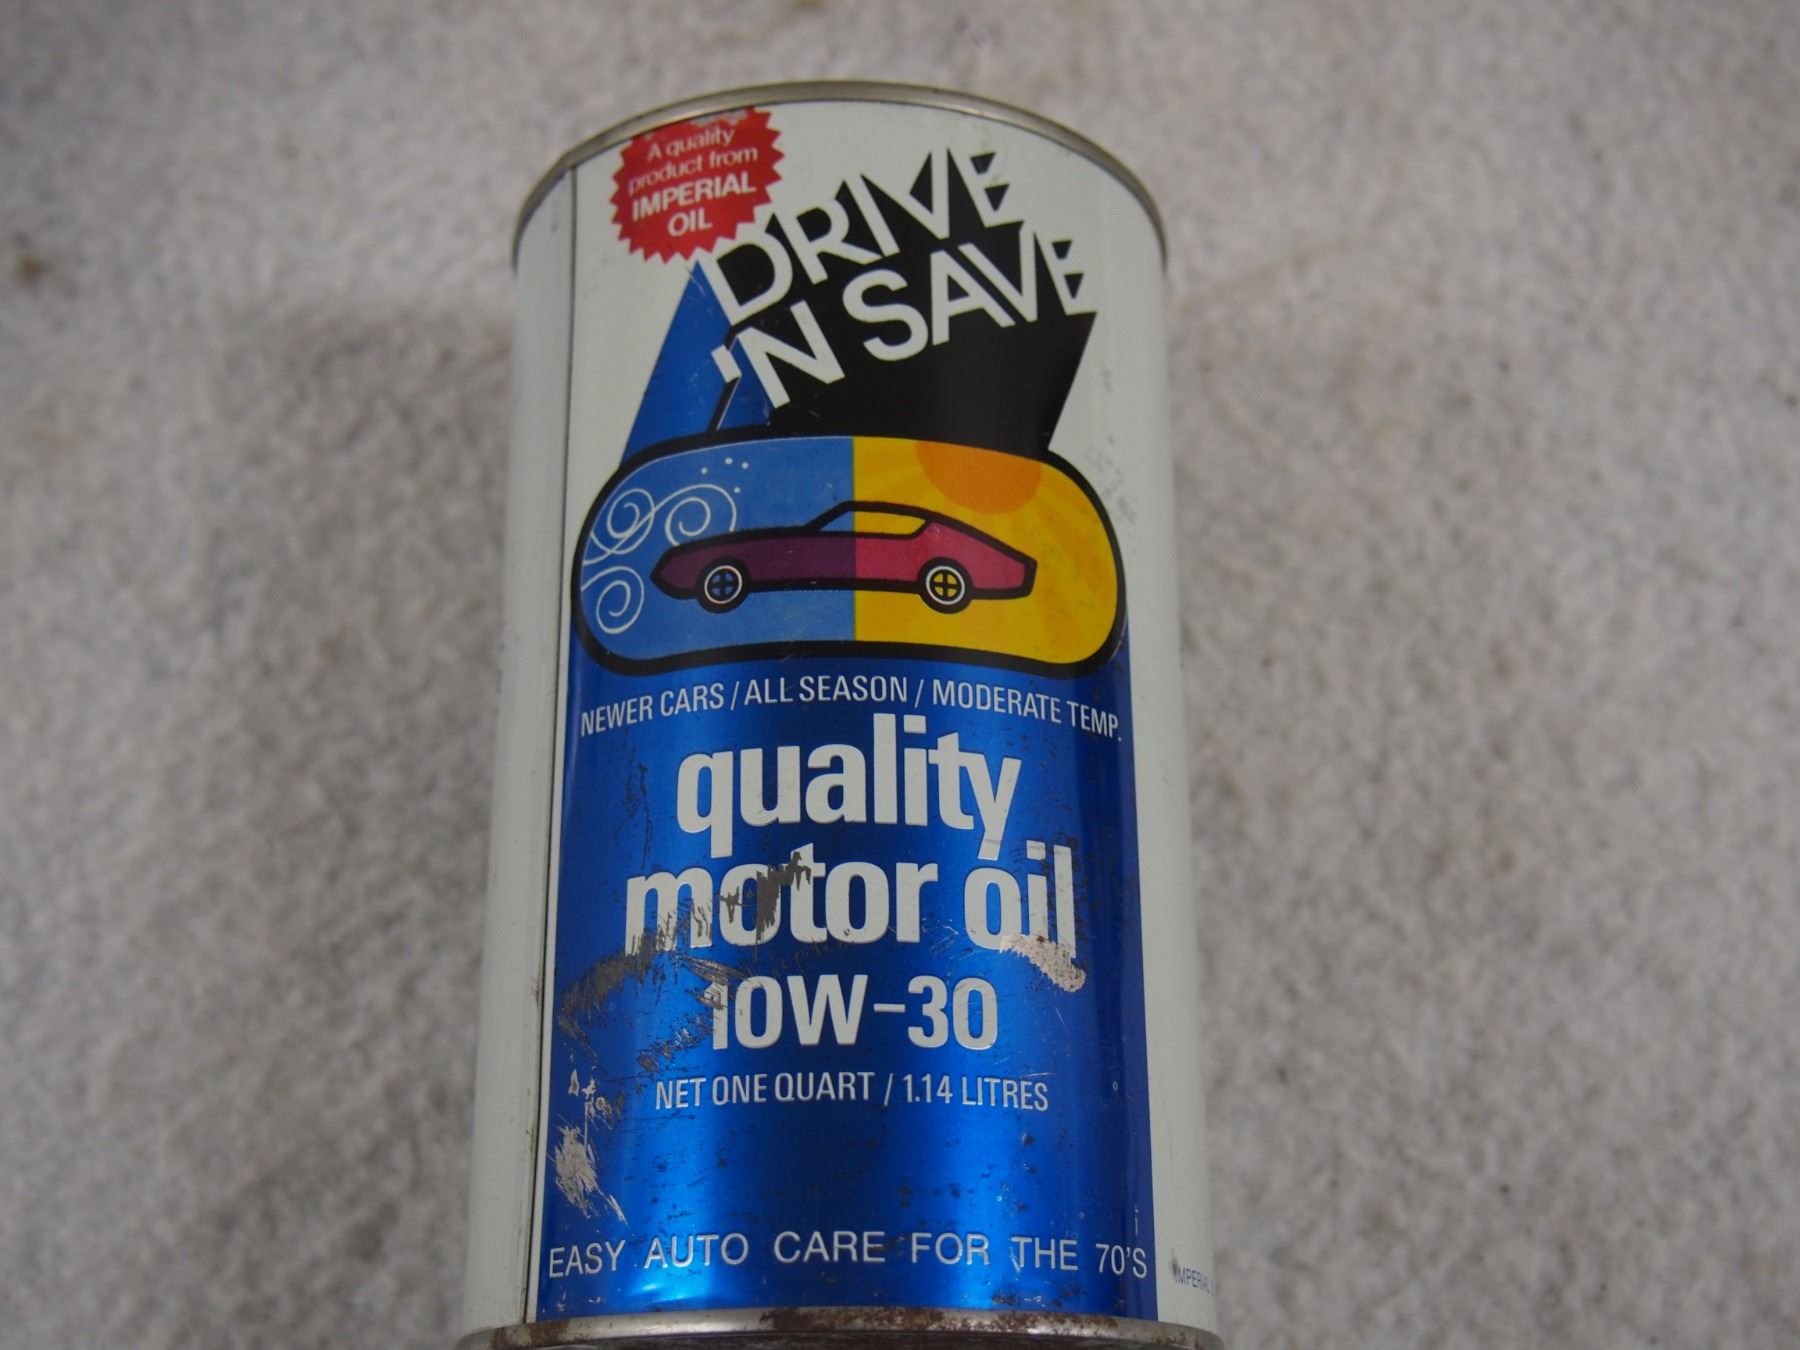 A quality
product from
IMPERIAL
OIL
DRIVE
'N SAVE
NEWER CARS / ALL SEASON / MODERATE TEMP.
quality
motor oil
10W-30
NET ONE QUART / 1.14 LITRES
EASY AUTO CARE FOR THE 70'S